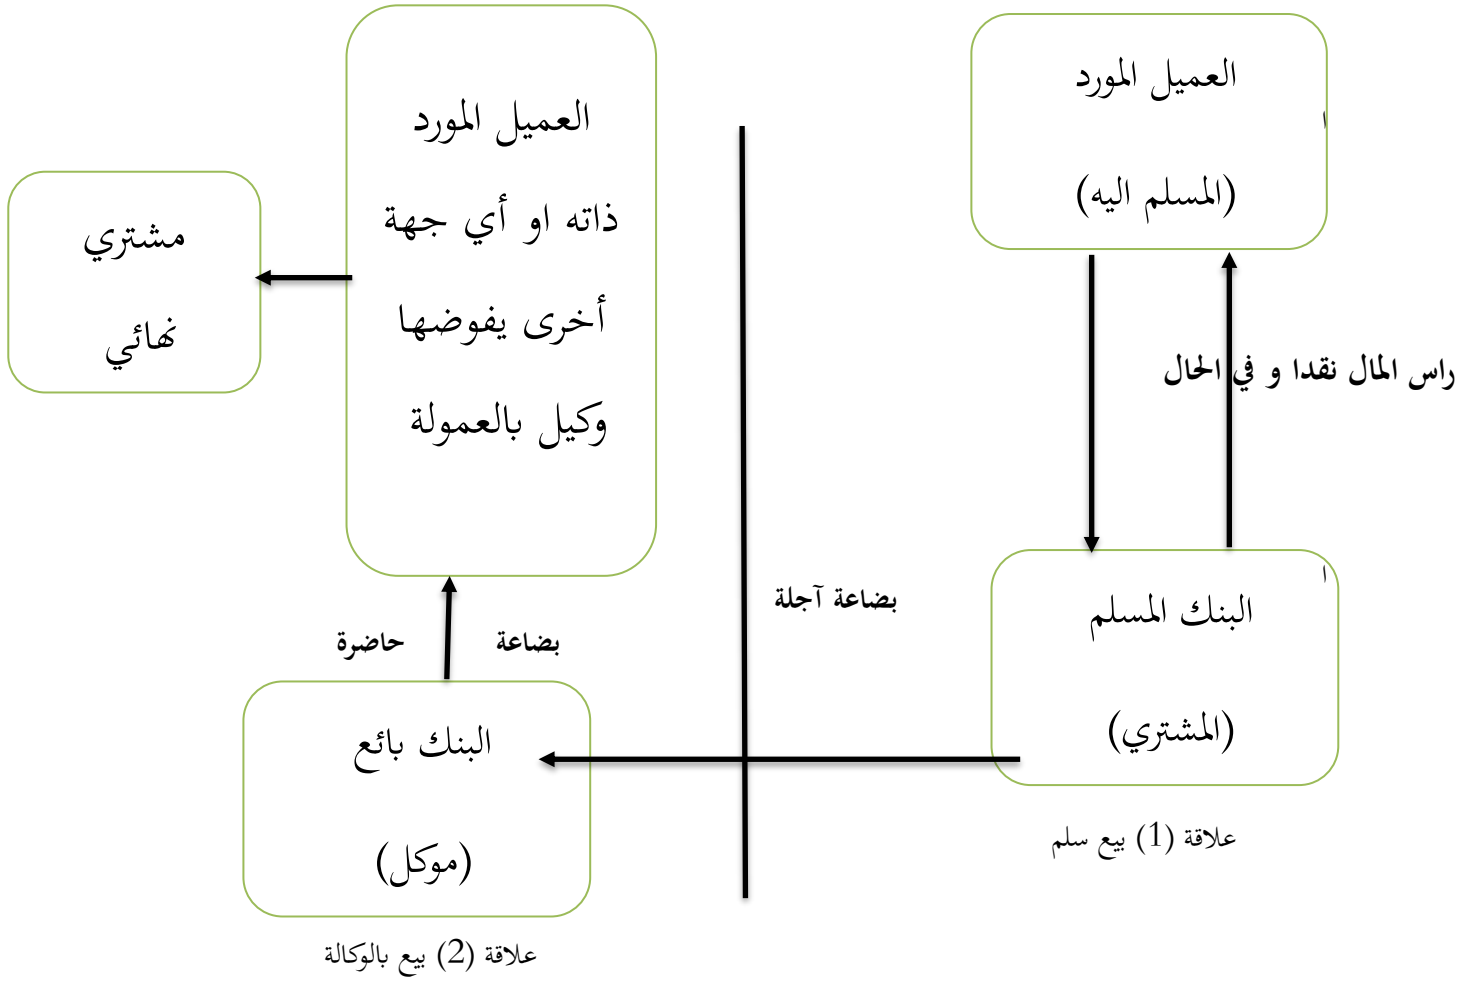 العميل المورد
ا
(المسلم اليه)
راس المال نقدا و في الحال
ا
البنك المسلم
(المشتري)
علاقة (1) بيع سلم
بضاعة آجلة
العميل المورد
ذاته او أي جهة
أخرى يفوضها
وكيل بالعمولة
مشتري
نهائي
بضاعة حاضرة
البنك بائع
(موكل)
علاقة (2) بيع بالوكالة